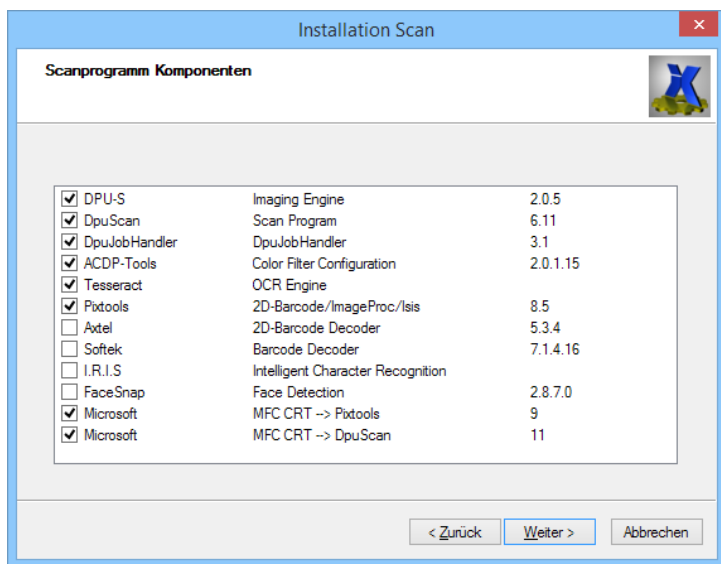 Installation Scan
Scanprogramm Komponenten
DPU-S Imaging Engine 2.0.5
DpuScan Scan Program 6.11
DpuJobHandler DpuJobHandler 3.1
ACDP-Tools Color Filter Configuration 2.0.1.15
Tesseract OCR Engine
Pixtools 2D-Barcode/ImageProc/Isis 8.5
Axtel 2D-Barcode Decoder 5.3.4
Softek Barcode Decoder 7.1.4.16
I.R.I.S Intelligent Character Recognition
FaceSnap Face Detection 2.8.7.0
Microsoft MFC CRT --> Pixtools 9
Microsoft MFC CRT --> DpuScan 11
< Zurück Weiter > Abbrechen